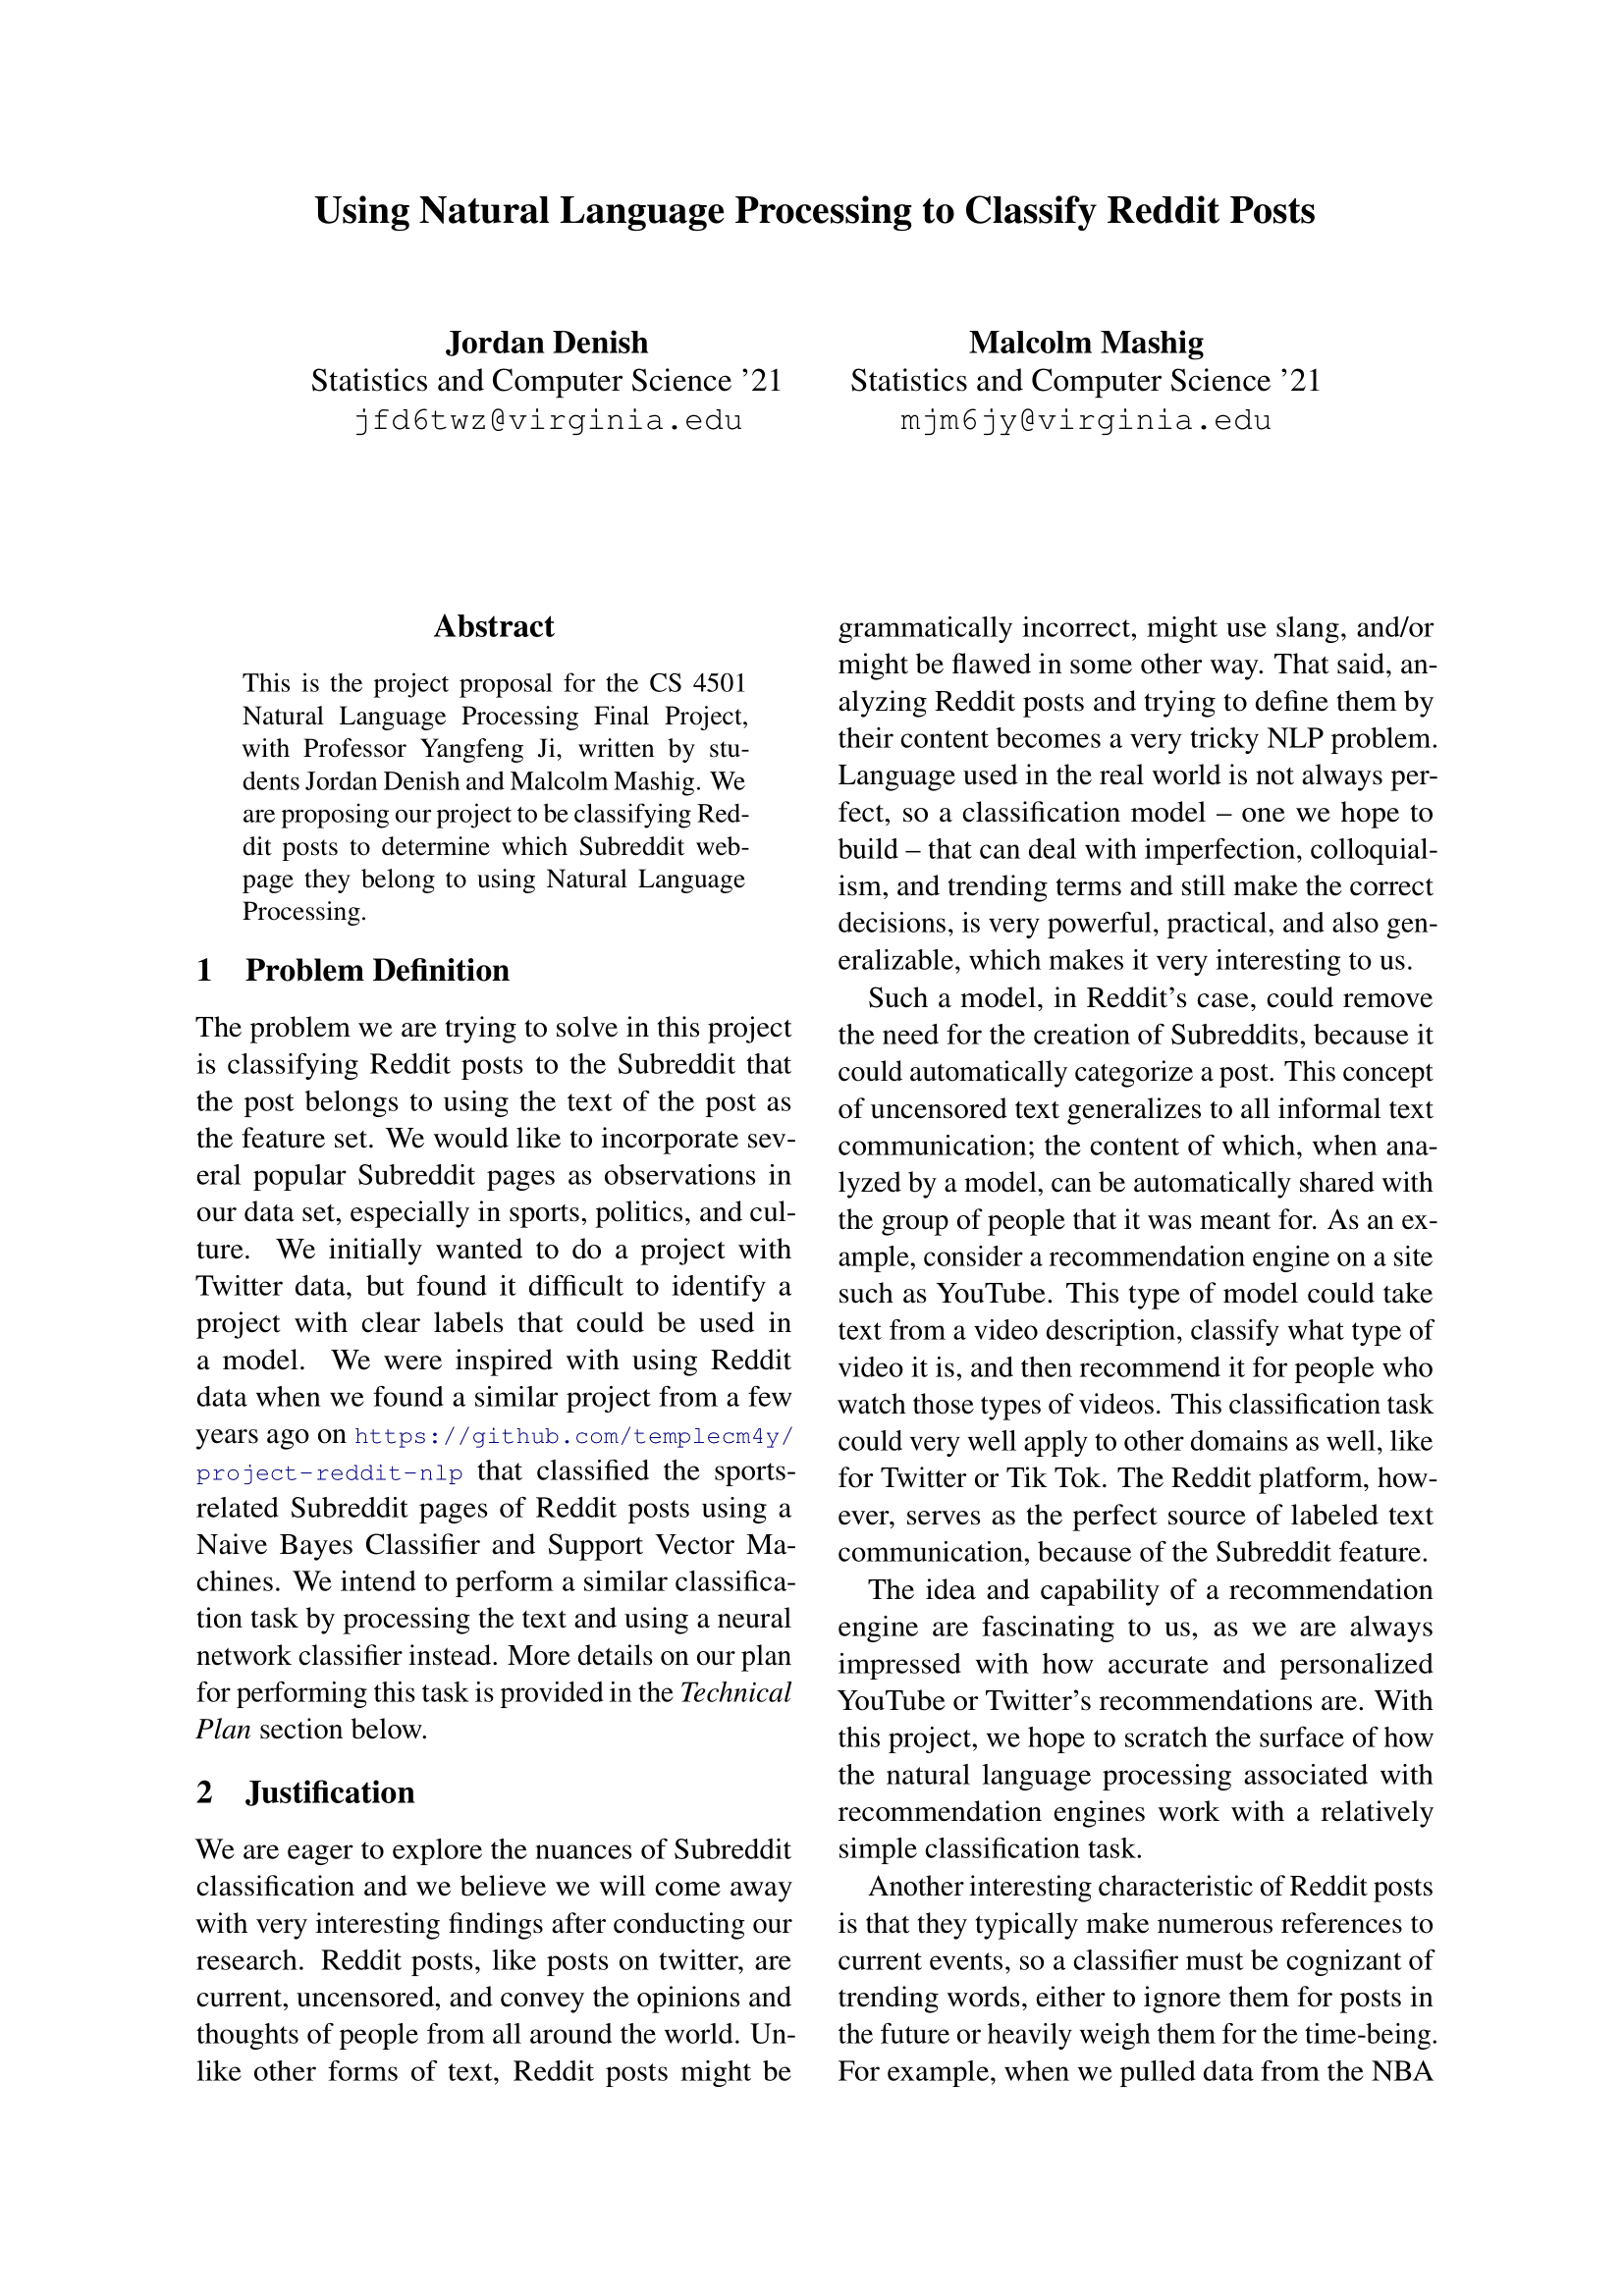 Using Natural Language Processing to Classify Reddit Posts
Jordan Denish
Statistics and Computer Science ’21
jfd6twz@virginia.edu
Malcolm Mashig
Statistics and Computer Science ’21
mjm6jy@virginia.edu
Abstract
This is the project proposal for the CS 4501
Natural Language Processing Final Project,
with Professor Yangfeng Ji, written by stu-
dents Jordan Denish and Malcolm Mashig. We
are proposing our project to be classifying Red-
dit posts to determine which Subreddit web-
page they belong to using Natural Language
Processing.
1 Problem Definition
The problem we are trying to solve in this project
is classifying Reddit posts to the Subreddit that
the post belongs to using the text of the post as
the feature set. We would like to incorporate sev-
eral popular Subreddit pages as observations in
our data set, especially in sports, politics, and cul-
ture. We initially wanted to do a project with
Twitter data, but found it difficult to identify a
project with clear labels that could be used in
a model. We were inspired with using Reddit
data when we found a similar project from a few
years ago on https://github.com/templecm4y/
project-reddit-nlp that classified the sports-
related Subreddit pages of Reddit posts using a
Naive Bayes Classifier and Support Vector Ma-
chines. We intend to perform a similar classifica-
tion task by processing the text and using a neural
network classifier instead. More details on our plan
for performing this task is provided in the Technical
Plan section below.
2 Justification
We are eager to explore the nuances of Subreddit
classification and we believe we will come away
with very interesting findings after conducting our
research. Reddit posts, like posts on twitter, are
current, uncensored, and convey the opinions and
thoughts of people from all around the world. Un-
like other forms of text, Reddit posts might be
grammatically incorrect, might use slang, and/or
might be flawed in some other way. That said, an-
alyzing Reddit posts and trying to define them by
their content becomes a very tricky NLP problem.
Language used in the real world is not always per-
fect, so a classification model – one we hope to
build – that can deal with imperfection, colloquial-
ism, and trending terms and still make the correct
decisions, is very powerful, practical, and also gen-
eralizable, which makes it very interesting to us.
Such a model, in Reddit’s case, could remove
the need for the creation of Subreddits, because it
could automatically categorize a post. This concept
of uncensored text generalizes to all informal text
communication; the content of which, when ana-
lyzed by a model, can be automatically shared with
the group of people that it was meant for. As an ex-
ample, consider a recommendation engine on a site
such as YouTube. This type of model could take
text from a video description, classify what type of
video it is, and then recommend it for people who
watch those types of videos. This classification task
could very well apply to other domains as well, like
for Twitter or Tik Tok. The Reddit platform, how-
ever, serves as the perfect source of labeled text
communication, because of the Subreddit feature.
The idea and capability of a recommendation
engine are fascinating to us, as we are always
impressed with how accurate and personalized
YouTube or Twitter’s recommendations are. With
this project, we hope to scratch the surface of how
the natural language processing associated with
recommendation engines work with a relatively
simple classification task.
Another interesting characteristic of Reddit posts
is that they typically make numerous references to
current events, so a classifier must be cognizant of
trending words, either to ignore them for posts in
the future or heavily weigh them for the time-being.
For example, when we pulled data from the NBA